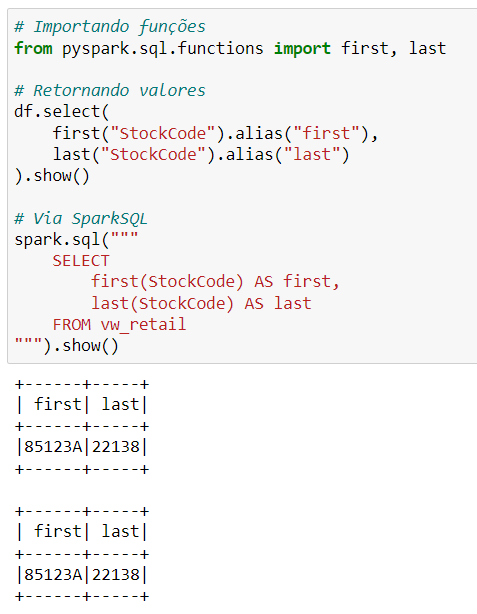 # Importando funções
from pyspark.sql.functions import first, last

# Retornando valores
df.select(
    first("StockCode").alias("first"),
    last("StockCode").alias("last")
).show()

# Via SparkSQL
spark.sql("""
    SELECT
        first(StockCode) AS first,
        last(StockCode) AS last
    FROM vw_retail
""").show()

+------+-----+
| first| last|
+------+-----+
|85123A|22138|
+------+-----+

+------+-----+
| first| last|
+------+-----+
|85123A|22138|
+------+-----+